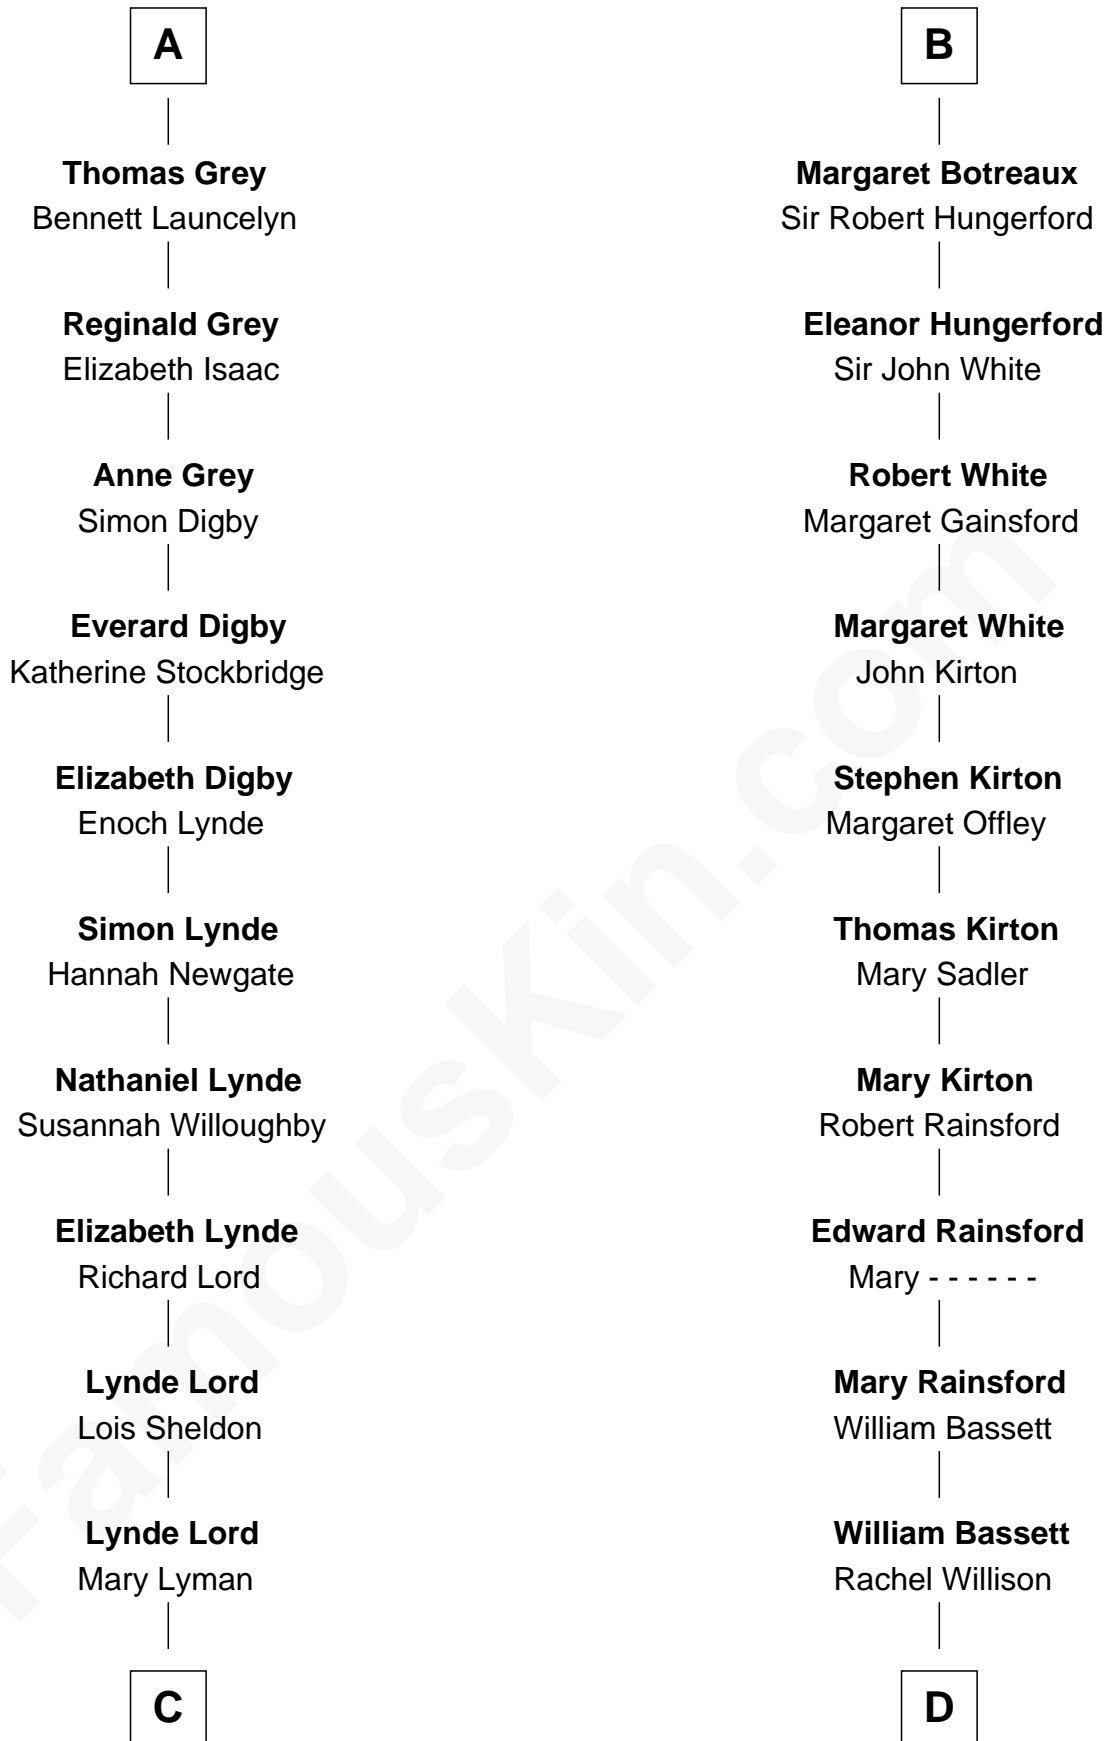 A
Thomas Grey
Bennett Launcelyn
Reginald Grey
Elizabeth Isaac
Anne Grey
Simon Digby
Everard Digby
Katherine Stockbridge
Elizabeth Digby
Enoch Lynde
Simon Lynde
Hannah Newgate
Nathaniel Lynde
Susannah Willoughby
Elizabeth Lynde
Richard Lord
Lynde Lord
Lois Sheldon
Lynde Lord
Mary Lyman
C
B
Margaret Botreaux
Sir Robert Hungerford
Eleanor Hungerford
Sir John White
Robert White
Margaret Gainsford
Margaret White
John Kirton
Stephen Kirton
Margaret Offley
Thomas Kirton
Mary Sadler
Mary Kirton
Robert Rainsford
Edward Rainsford
Mary - - - - - -
Mary Rainsford
William Bassett
William Bassett
Rachel Willison
D
FamousKin.com